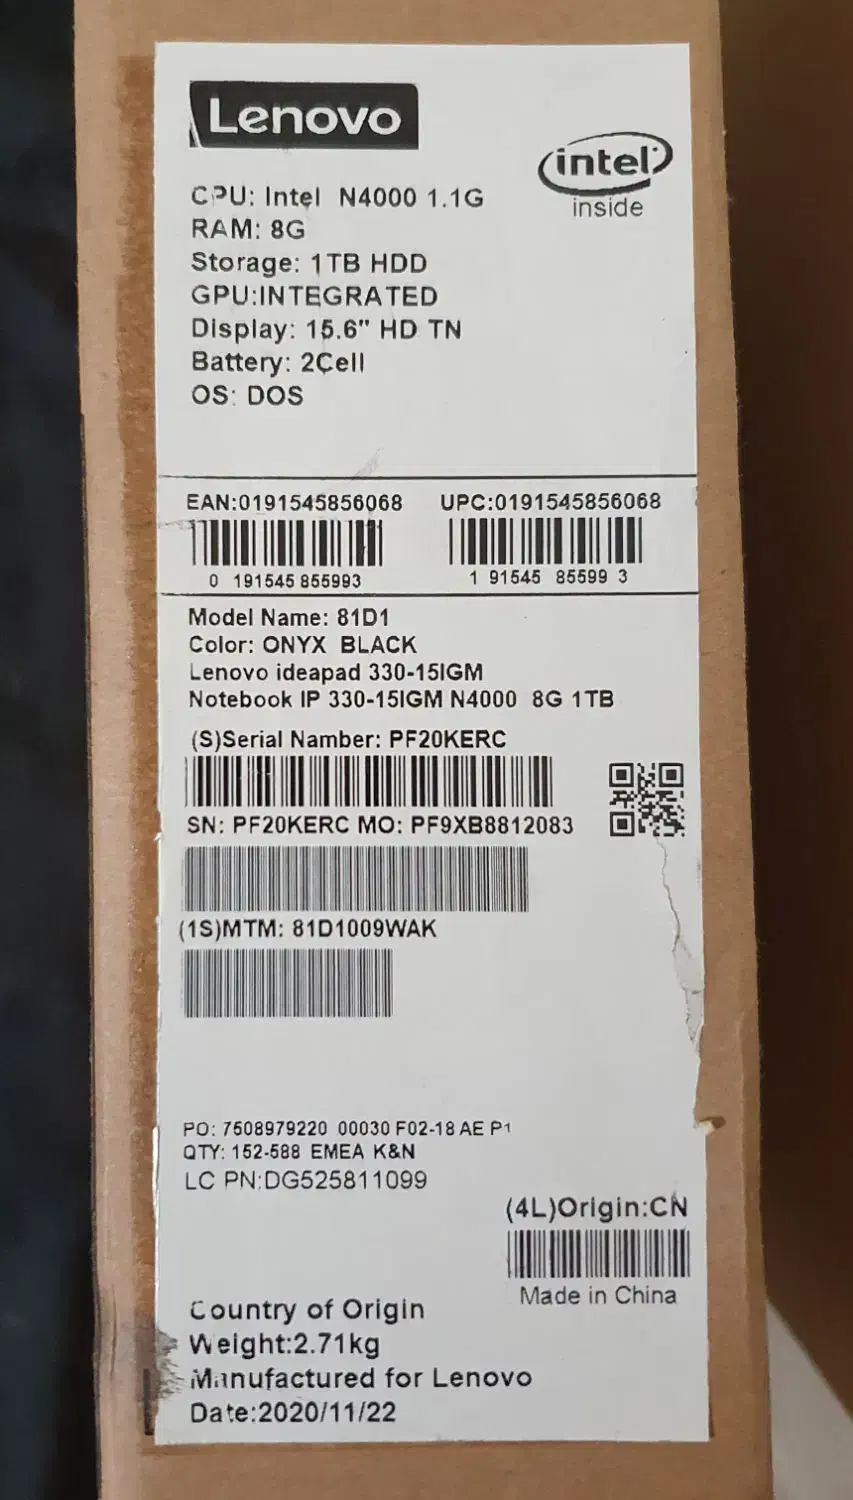 Lenovo
intel
inside
CPU: Intel N4000 1.1G
RAM: 8G
Storage: 1TB HDD
GPU:INTEGRATED
Display: 15.6" HD TN
Battery: 2Cell
OS: DOS
EAN:0191545856068 UPC:0191545856068
0 191545 855993 1 91545 85599 3
Model Name: 81D1
Color: ONYX BLACK
Lenovo ideapad 330-15IGM
Notebook IP 330-15IGM N4000 8G 1TB
(S)Serial Namber: PF20KERC
SN: PF20KERC MO: PF9XB8812083
(1S)MTM: 81D1009WAK
PO: 7508979220 00030 F02-18 AE P1
QTY: 152-588 EMEA K&N
LC PN:DG525811099
(4L)Origin:CN
Made in China
Country of Origin
Weight:2.71kg
Manufactured for Lenovo
Date:2020/11/22